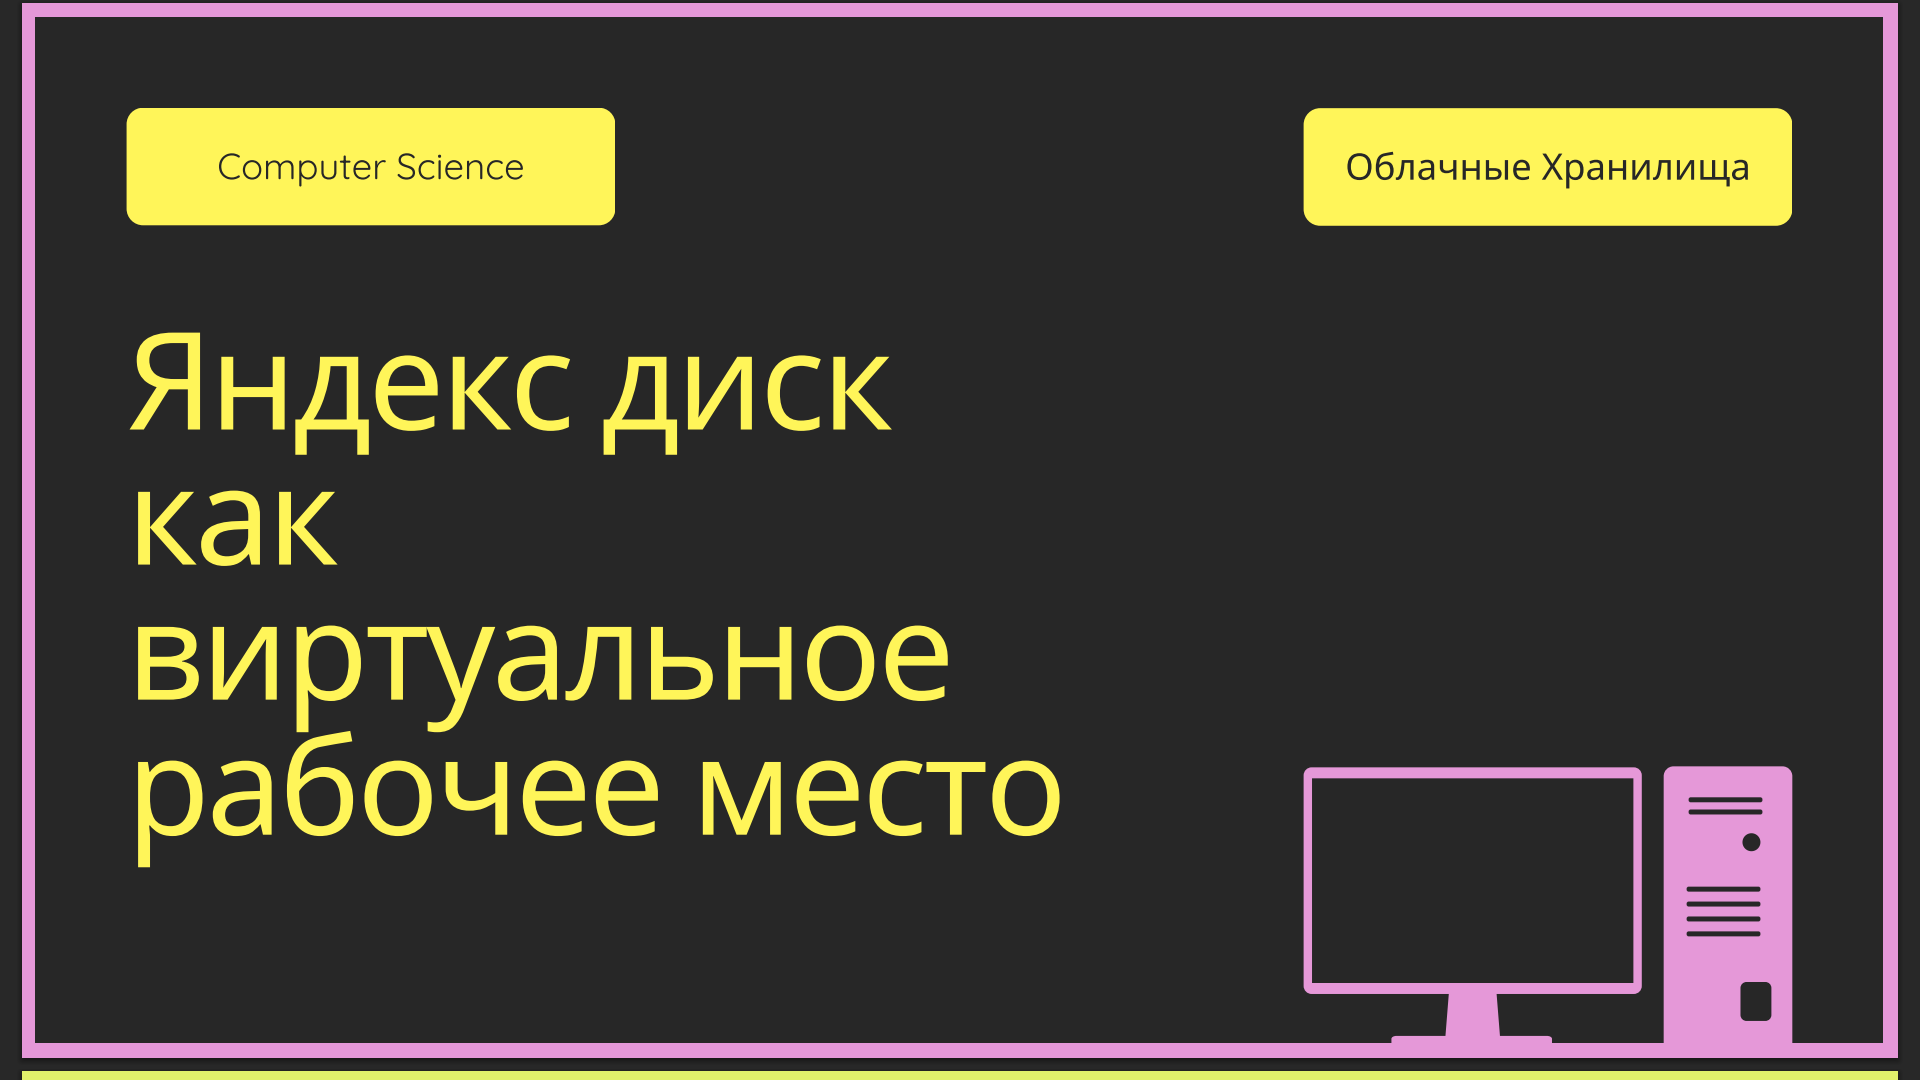 Computer Science
Облачные Хранилища
Яндекс диск
как
виртуальное
рабочее место